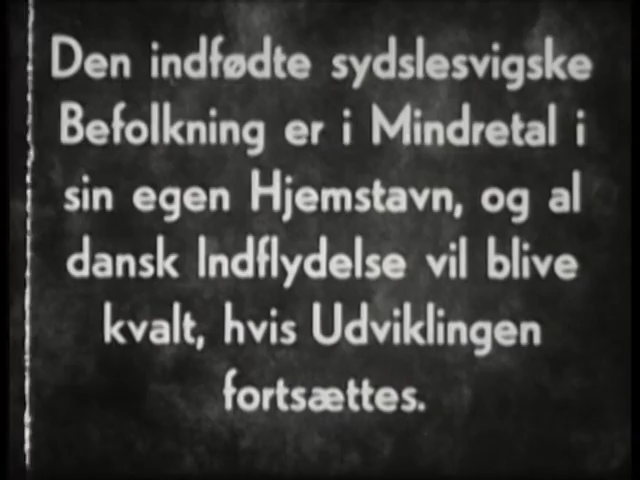 Den indfødte sydslesvigske
Befolkning er i Mindretal i
sin egen Hjemstavn, og al
dansk Indflydelse vil blive
kvalt, hvis Udviklingen
fortsættes.